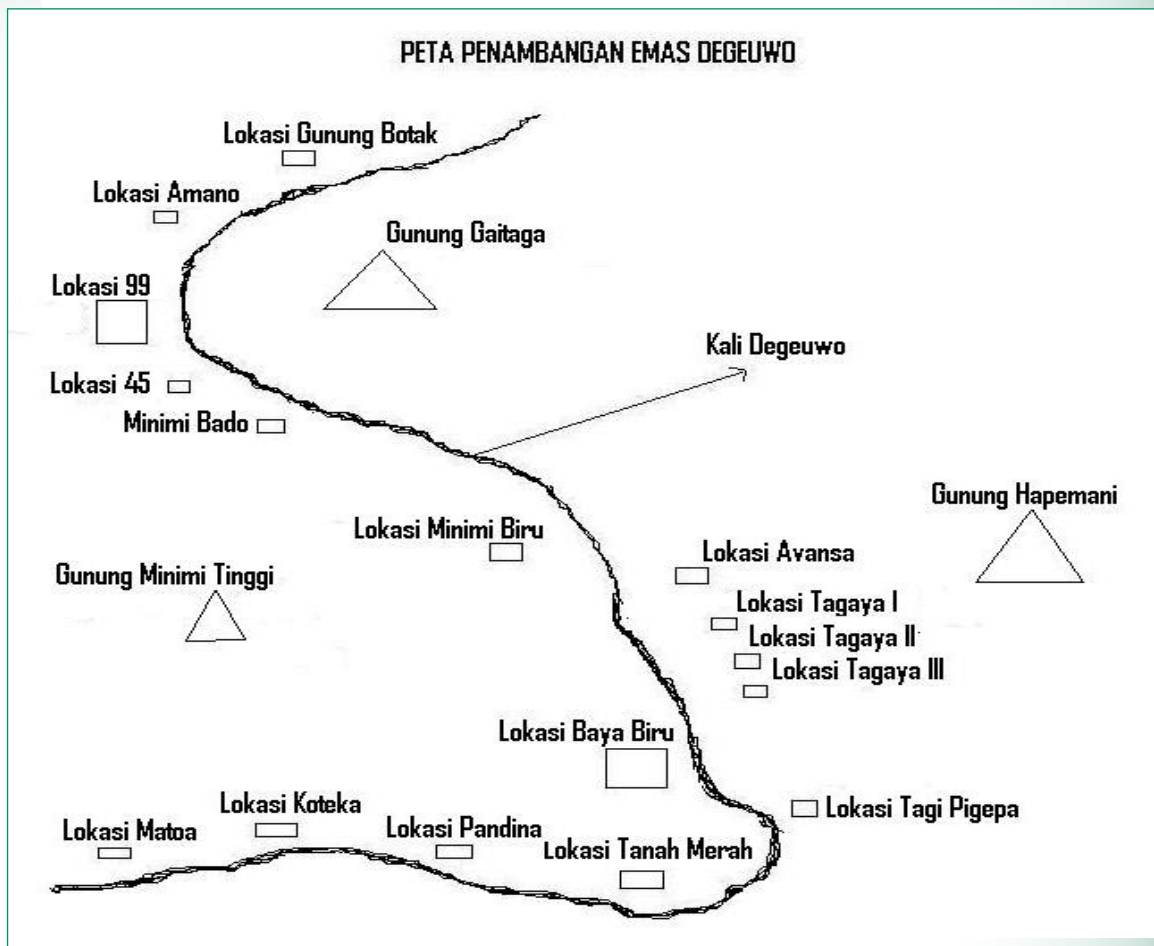 PETA PENAMBANGAN EMAS DEGEUWO
Lokasi Gunung Botak
Lokasi Amano
Gunung Gaitaga
Lokasi 99
Kali Degeuwo
Lokasi 45
Minimi Bado
Gunung Hapemani
Lokasi Minimi Biru
Lokasi Avansa
Gunung Minimi Tinggi
Lokasi Tagaya I
Lokasi Tagaya II
Lokasi Tagaya III
Lokasi Baya Biru
Lokasi Koteka
Lokasi Tagi Pigepa
Lokasi Matoa
Lokasi Pandina
Lokasi Tanah Merah